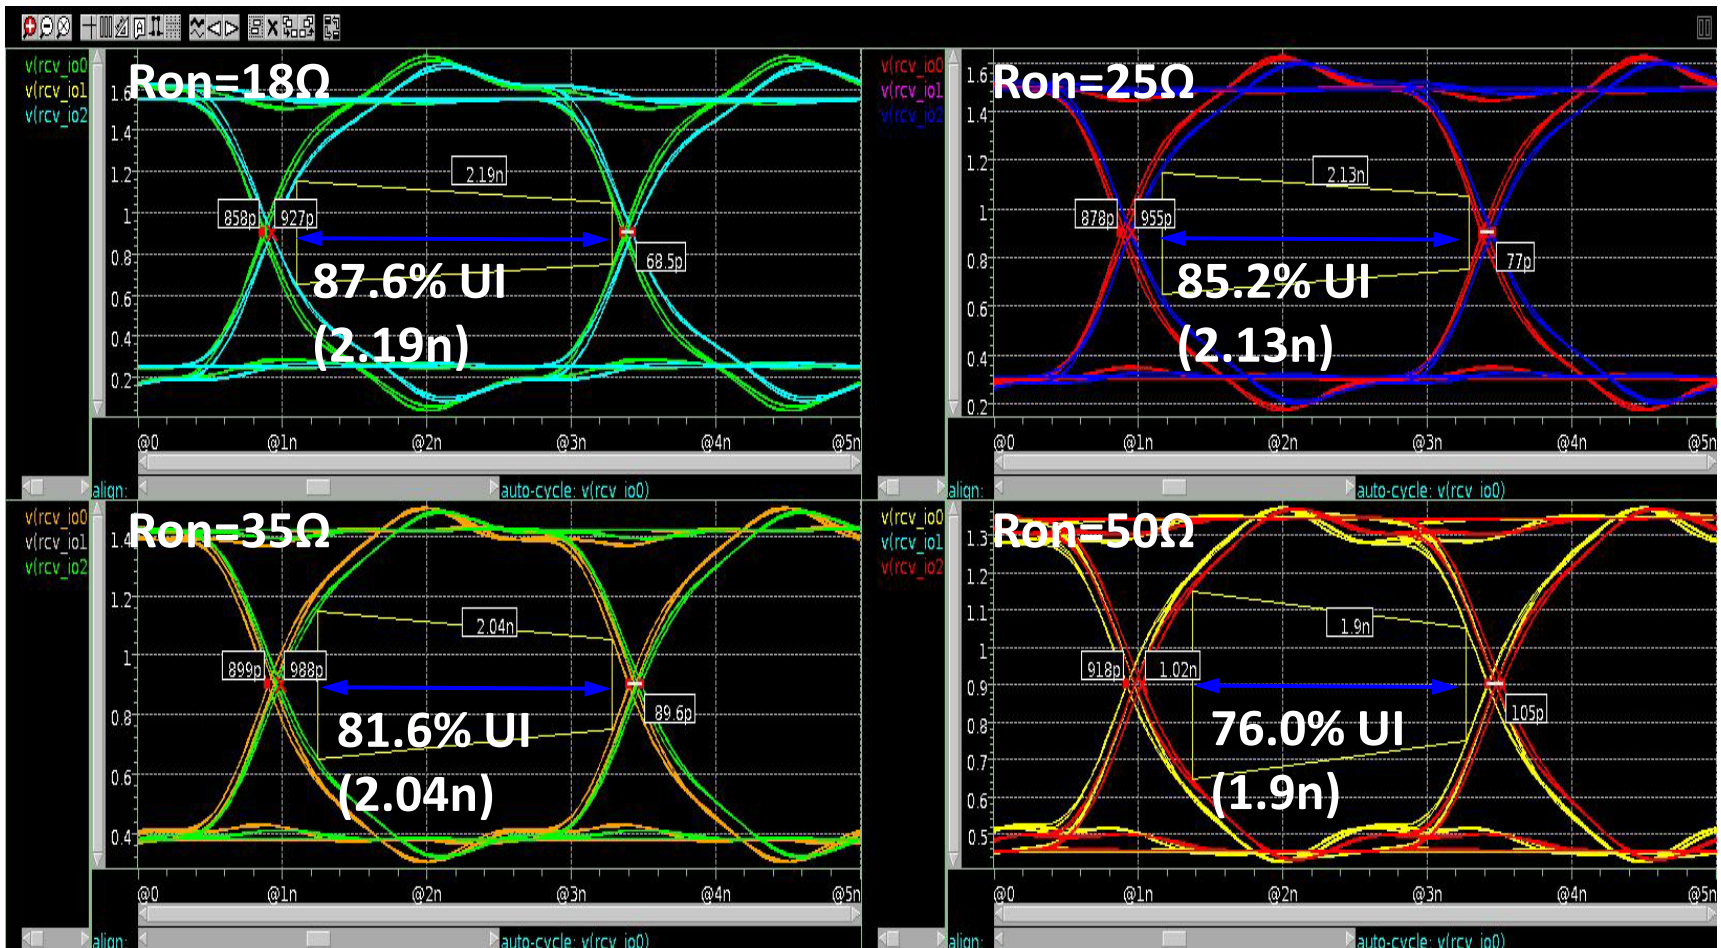 v(rcv_io0
v(rcv_io1
v(rcv_io2
Ron=18Ω
1.6
1.4
1.2
1
0.8
0.6
0.4
0.2
2.19n
858p
927p
68.5p
87.6% UI
(2.19n)
@0 @1n @2n @3n @4n @5n
align:
auto-cycle: v(rcv_io0)
v(rcv_io0
v(rcv_io1
v(rcv_io2
Ron=25Ω
1.6
1.4
1.2
1
0.8
0.6
0.4
0.2
2.13n
878p
955p
77p
85.2% UI
(2.13n)
@0 @1n @2n @3n @4n @5n
align:
auto-cycle: v(rcv_io0)
v(rcv_io0
v(rcv_io1
v(rcv_io2
Ron=35Ω
1.4
1.2
1
0.8
0.6
0.4
2.04n
899p
988p
89.6p
81.6% UI
(2.04n)
@0 @1n @2n @3n @4n @5n
align:
auto-cycle: v(rcv_io0)
v(rcv_io0
v(rcv_io1
v(rcv_io2
Ron=50Ω
1.3
1.2
1.1
1
0.9
0.8
0.7
0.6
0.5
1.9n
918p
1.02n
105p
76.0% UI
(1.9n)
@0 @1n @2n @3n @4n @5n
align:
auto-cycle: v(rcv_io0)